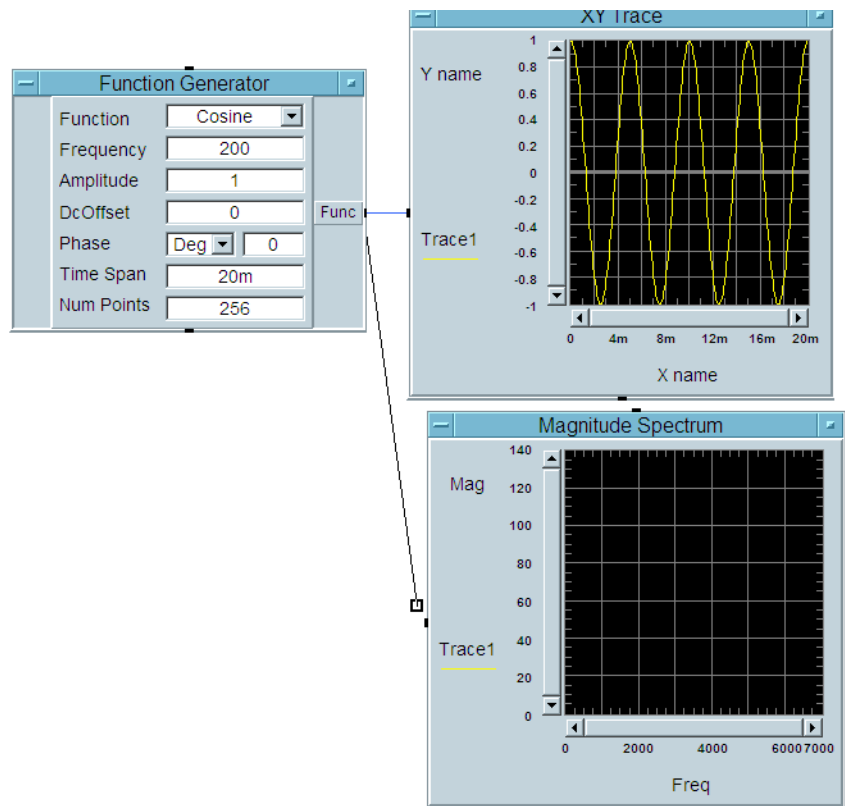 Function Generator
Function Cosine
Frequency 200
Amplitude 1
DcOffset 0
Phase Deg 0
Time Span 20m
Num Points 256
Func
XY Trace
Y name
Trace1
1
0.8
0.6
0.4
0.2
0
-0.2
-0.4
-0.6
-0.8
-1
0 4m 8m 12m 16m 20m
X name
Magnitude Spectrum
Mag
Trace1
140
120
100
80
60
40
20
0
0 2000 4000 6000 7000
Freq